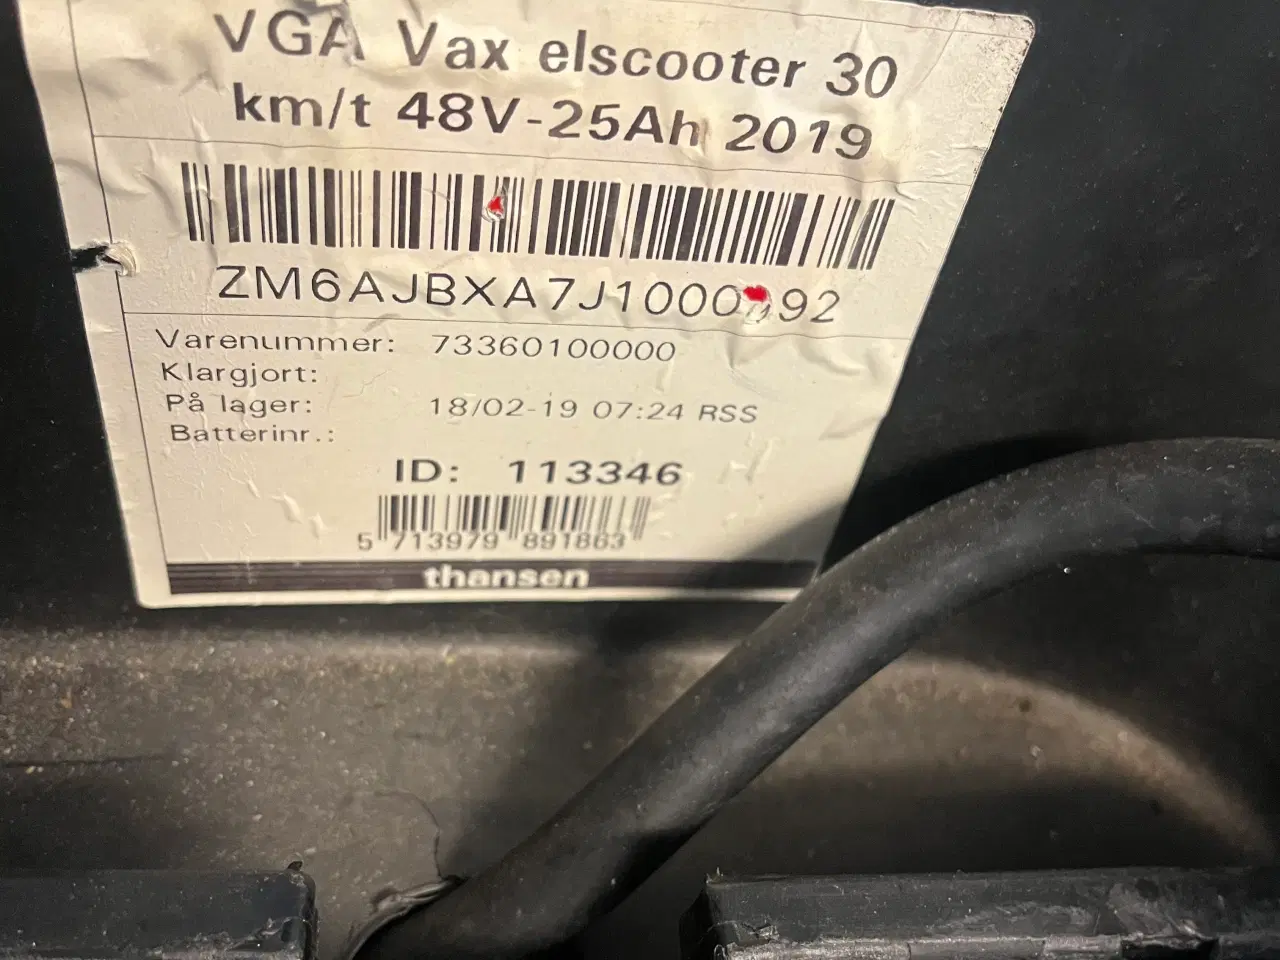 VGA Vax elscooter 30
km/t 48V-25Ah 2019
Varenummer: 73360100000
Klargjort:
På lager: 18/02-19 07:24 RSS
Batterinr.:
ID: 113346
5 713979 891863
thansen